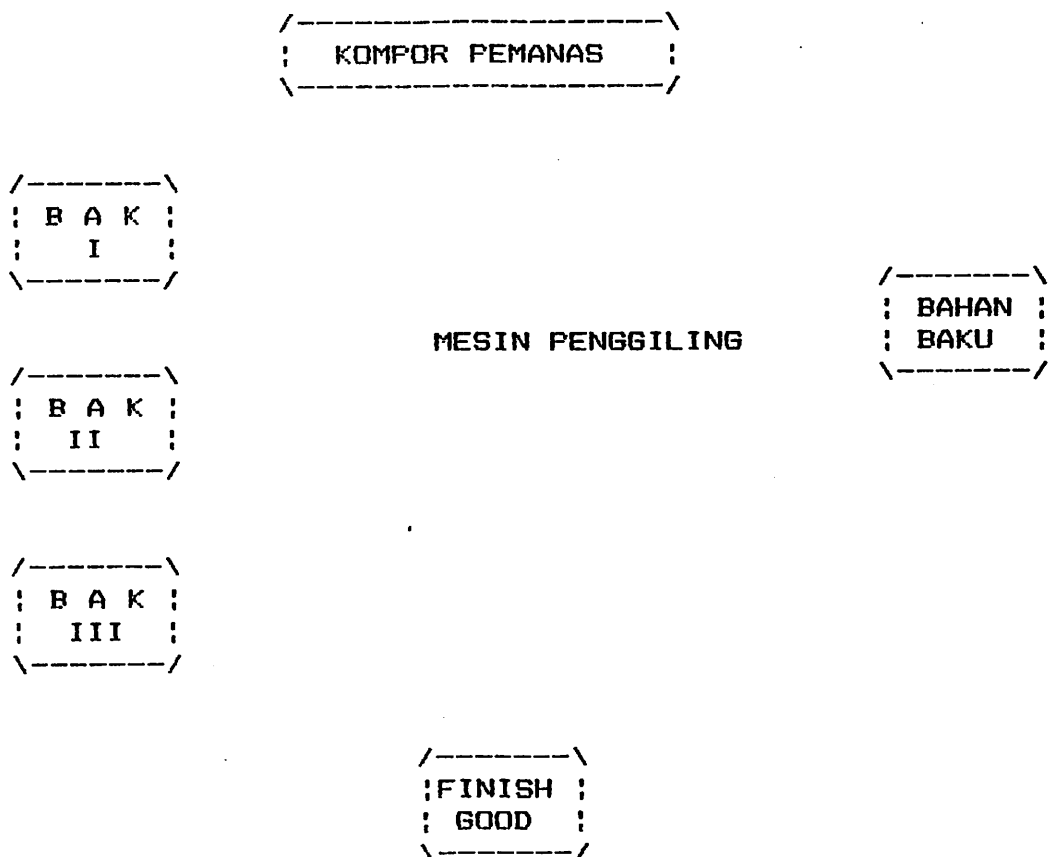 KOMPOR PEMANAS
B A K
I
BAHAN
BAKU
MESIN PENGGILING
B A K
II
B A K
III
FINISH
GOOD